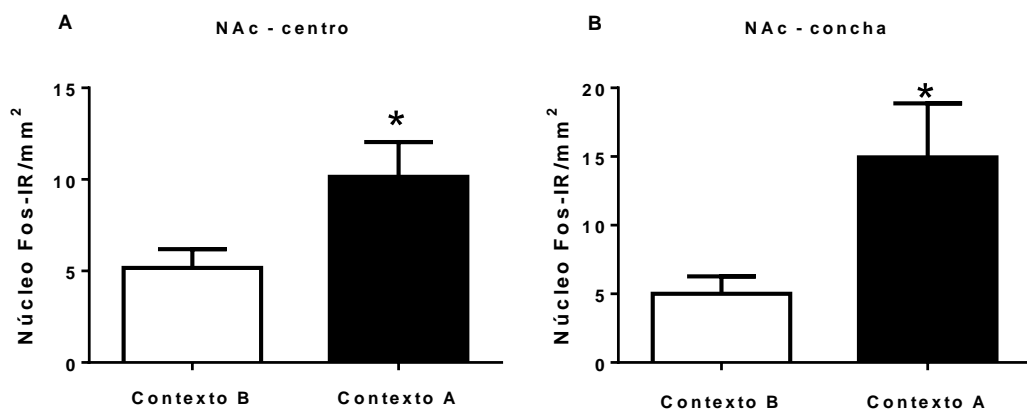 A
NAc - centro
Núcleo Fos-IR/mm²
15
10
5
0
*
Contexto B
Contexto A
B
NAc - concha
Núcleo Fos-IR/mm²
20
15
10
5
0
*
Contexto B
Contexto A